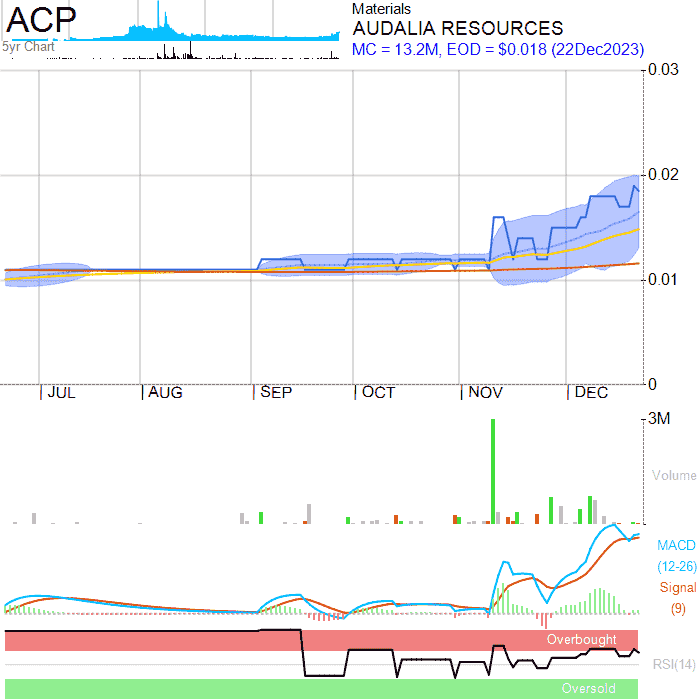 ACP
5yr Chart
Materials
AUDALIA RESOURCES
MC = 13.2M, EOD = $0.018 (22Dec2023)
0.03
0.02
0.01
0
JUL AUG SEP OCT NOV DEC
3M
Volume
MACD
(12-26)
Signal
(9)
Overbought
RSI(14)
Oversold